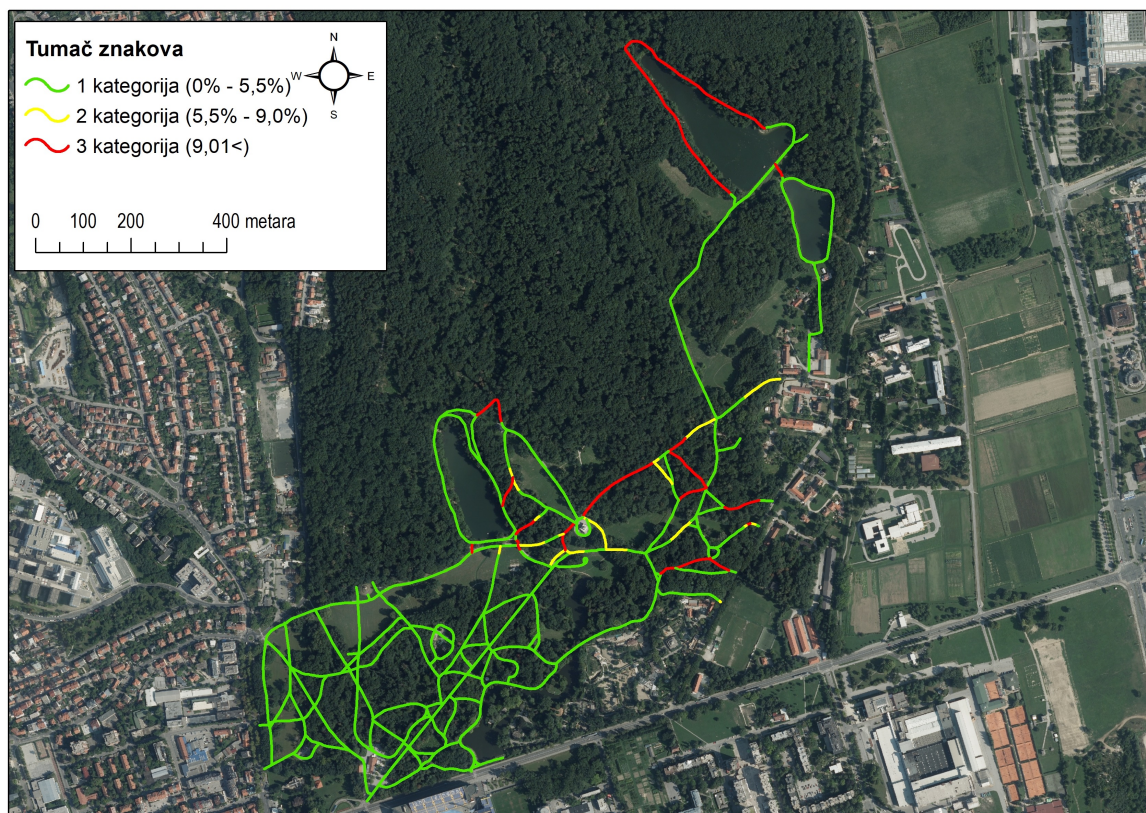 Tumač znakova
1 kategorija (0% - 5,5%)
2 kategorija (5,5% - 9,0%)
3 kategorija (9,01<)
N
W
E
S
0 100 200 400 metara